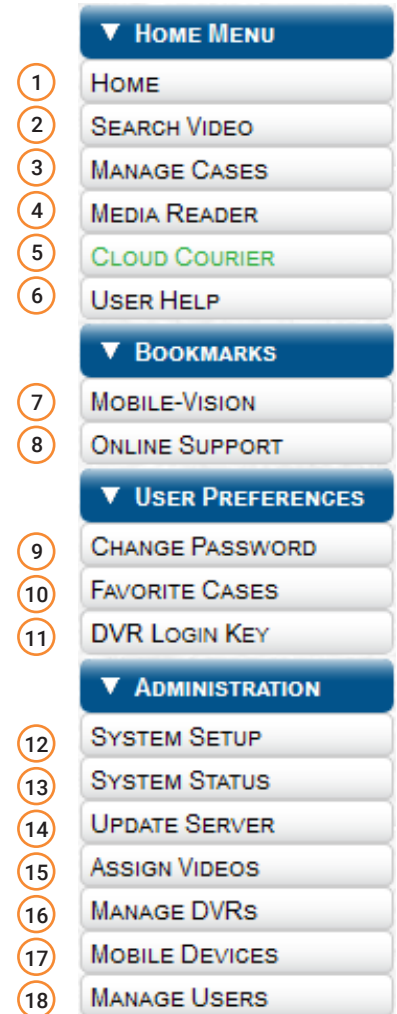 ▼ Home Menu
1 Home
2 Search Video
3 Manage Cases
4 Media Reader
5 Cloud Courier
6 User Help
▼ Bookmarks
7 Mobile-Vision
8 Online Support
▼ User Preferences
9 Change Password
10 Favorite Cases
11 DVR Login Key
▼ Administration
12 System Setup
13 System Status
14 Update Server
15 Assign Videos
16 Manage DVRs
17 Mobile Devices
18 Manage Users